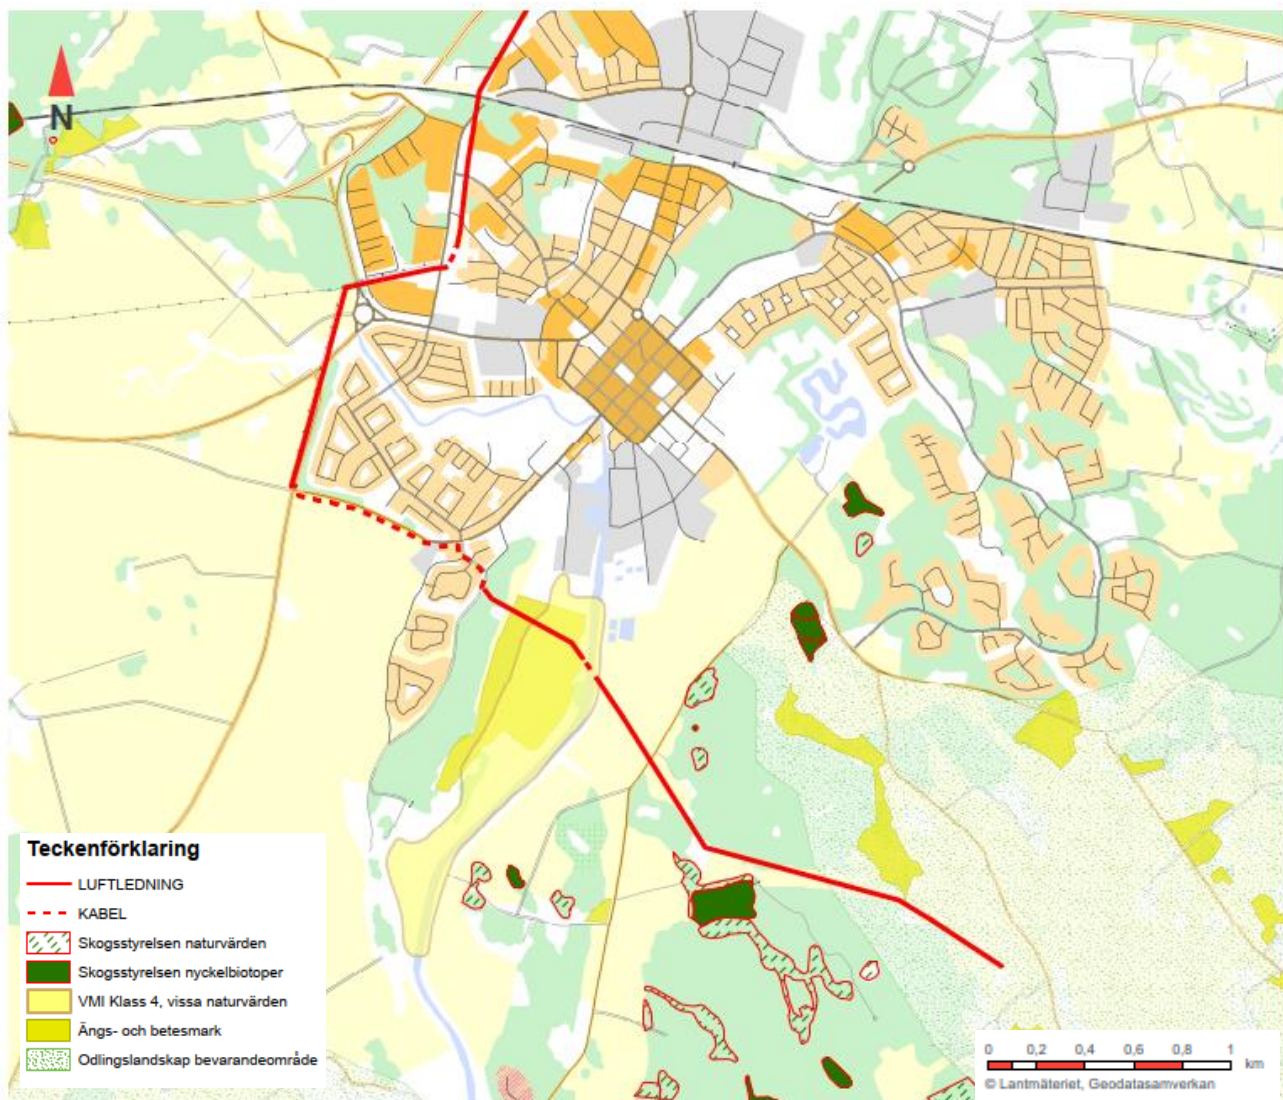 N
Teckenförklaring
LUFTLEDNING
KABEL
Skogsstyrelsen naturvärden
Skogsstyrelsen nyckelbiotoper
VMI Klass 4, vissa naturvärden
Ängs- och betesmark
Odlingslandskap bevarandeområde
0 0,2 0,4 0,6 0,8 1
km
© Lantmäteriet, Geodatasamverkan